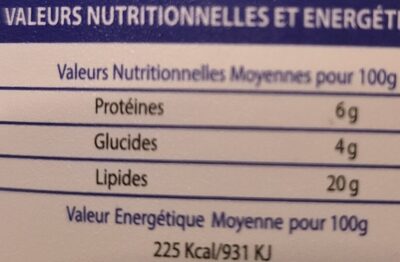 VALEURS NUTRITIONNELLES ET ENERGÉTI
Valeurs Nutritionnelles Moyennes pour 100g
Protéines 6g
Glucides 4g
Lipides 20g
Valeur Energétique Moyenne pour 100g
225 Kcal/931 KJ